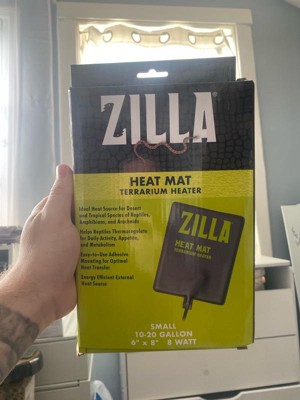 ZILLA
HEAT MAT
TERRARIUM HEATER
Ideal Heat Source for Desert
and Tropical Species of Reptiles,
Amphibians, and Arachnids
Helps Reptiles Thermoregulate
for Daily Activity, Appetite,
and Metabolism
Easy-to-Use Adhesive
Mounting for Optimal
Heat Transfer
Energy Efficient External
Heat Source
ZILLA
HEAT MAT
TERRARIUM HEATER
SMALL
10-20 GALLON
6" x 8" 8 WATT